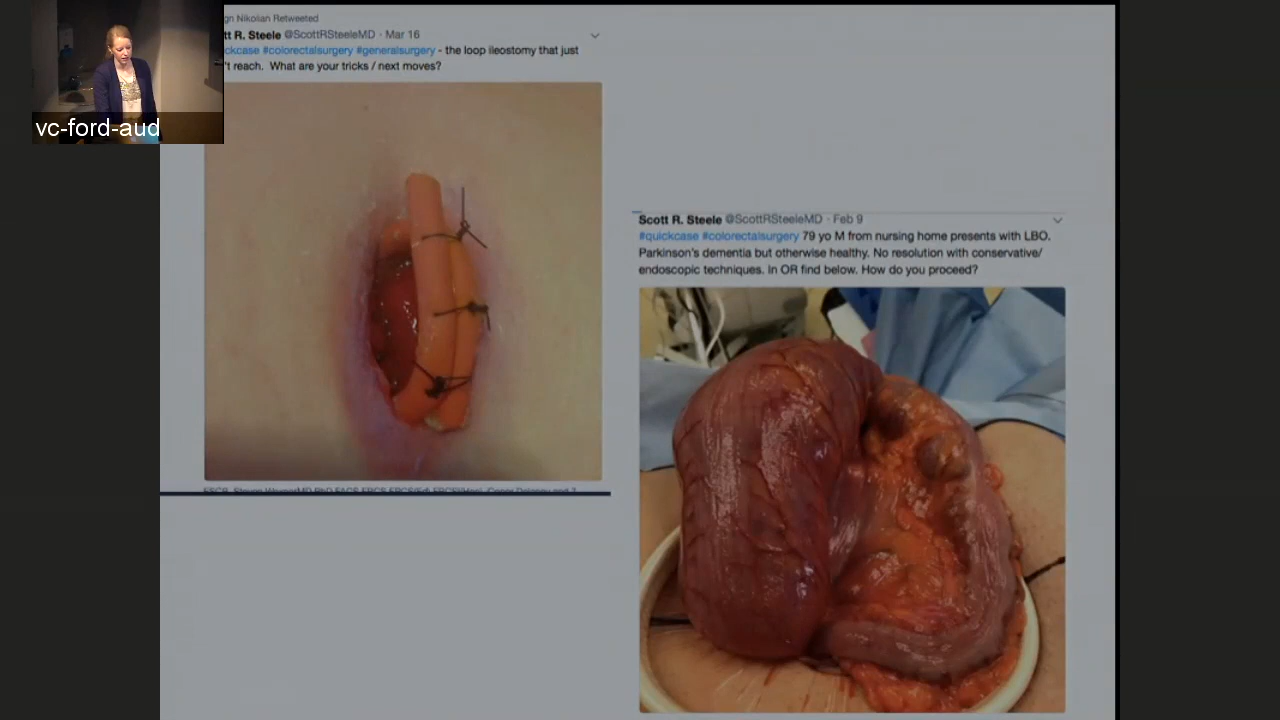 gn Nikolian Retweeted
tt R. Steele @ScottRSteeleMD · Mar 16
ckcase #colorectalsurgery #generalsurgery - the loop ileostomy that just
't reach. What are your tricks / next moves?
vc-ford-aud
Scott R. Steele @ScottRSteeleMD · Feb 9
#quickcase #colorectalsurgery 79 yo M from nursing home presents with LBO.
Parkinson's dementia but otherwise healthy. No resolution with conservative/
endoscopic techniques. In OR find below. How do you proceed?